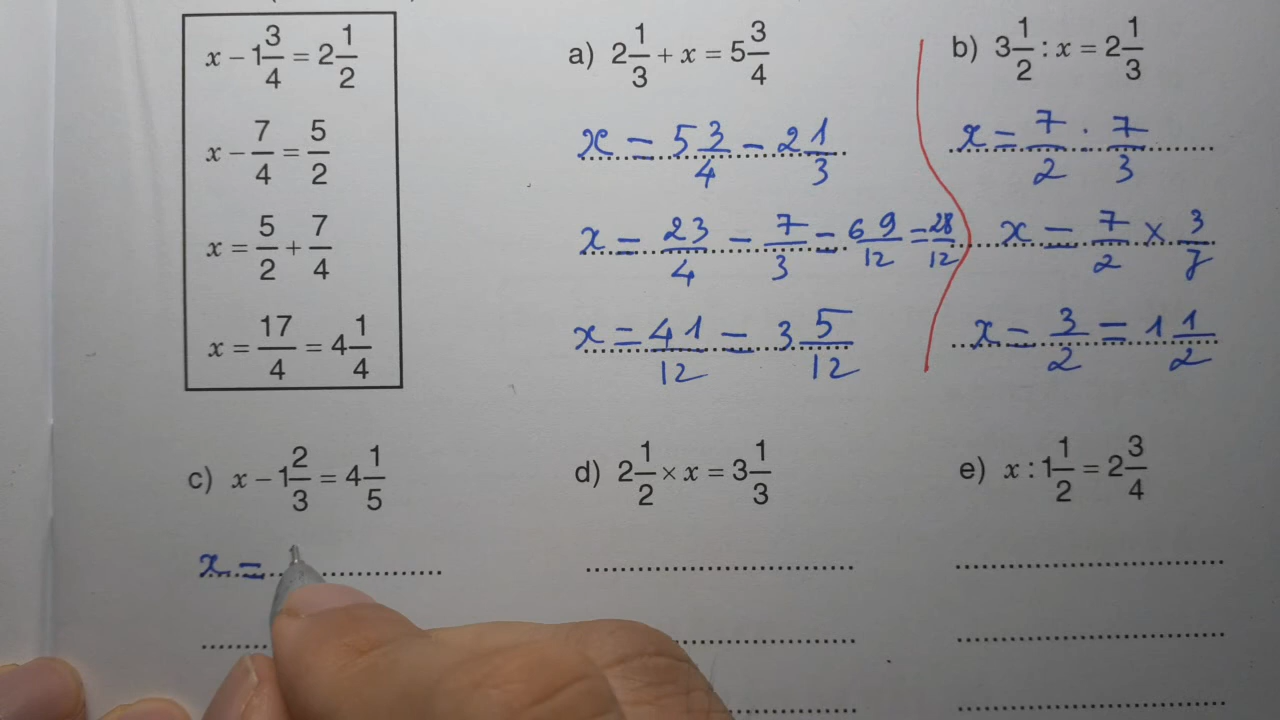 x - 1 3/4 = 2 1/2
x - 7/4 = 5/2
x = 5/2 + 7/4
x = 17/4 = 4 1/4
a) 2 1/3 + x = 5 3/4
x = 5 3/4 - 2 1/3
x = 23/4 - 7/3 = 69/12 = 28/12
x = 41/12 = 3 5/12
b) 3 1/2 : x = 2 1/3
x = 7/2 : 7/3
x = 7/2 × 3/7
x = 3/2 = 1 1/2
c) x - 1 2/3 = 4 1/5
x =
d) 2 1/2 × x = 3 1/3
e) x : 1 1/2 = 2 3/4